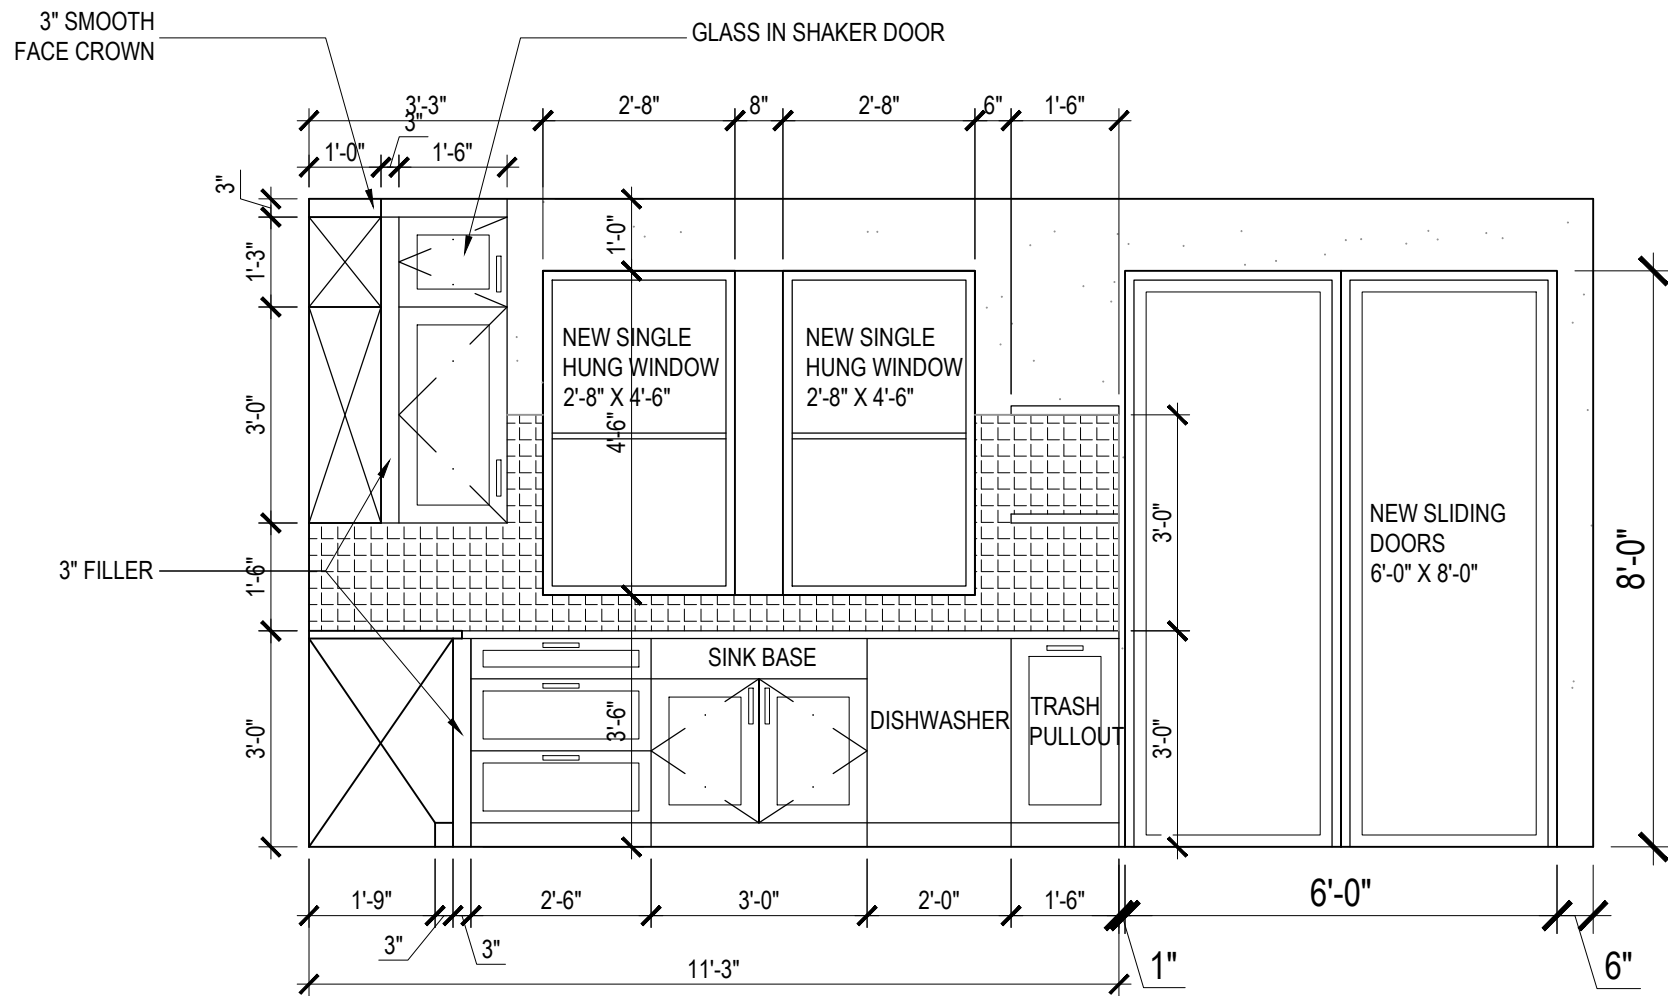 3" SMOOTH
FACE CROWN
GLASS IN SHAKER DOOR
3'-3"
2'-8"
8"
2'-8"
6"
1'-6"
3"
1'-0"
1'-6"
3"
1'-0"
1'-3"
NEW SINGLE
HUNG WINDOW
2'-8" X 4'-6"
NEW SINGLE
HUNG WINDOW
2'-8" X 4'-6"
3'-0"
4'-6"
3'-0"
NEW SLIDING
DOORS
6'-0" X 8'-0"
8'-0"
3" FILLER
1'-6"
SINK BASE
3'-0"
3'-6"
DISHWASHER
TRASH
PULLOUT
3'-0"
1'-9"
2'-6"
3'-0"
2'-0"
1'-6"
6'-0"
3"
3"
11'-3"
1"
6"